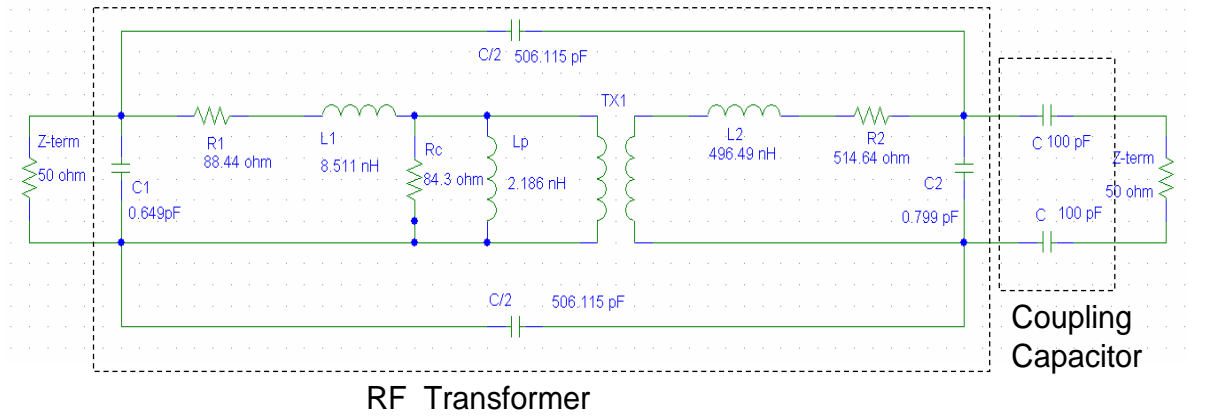 C/2 506.115 pF
TX1
Z-term
50 ohm
C1
0.649pF
R1
88.44 ohm
L1
8.511 nH
Rc
84.3 ohm
Lp
2.186 nH
L2
496.49 nH
R2
514.64 ohm
C2
0.799 pF
C 100 pF
Z-term
50 ohm
C 100 pF
C/2 506.115 pF
Coupling
Capacitor
RF Transformer